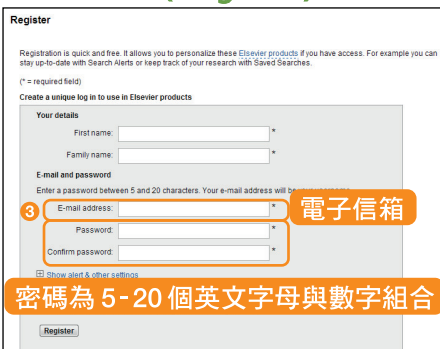 Register
Registration is quick and free. It allows you to personalize these Elsevier products if you have access. For example you can
stay up-to-date with Search Alerts or keep track of your research with Saved Searches.
(* = required field)
Create a unique log in to use in Elsevier products
Your details
First name: *
Family name: *
E-mail and password
Enter a password between 5 and 20 characters. Your e-mail address will be your username
3 E-mail address: * 電子信箱
Password: *
Confirm password: *
Show alert & other settings
密碼為 5-20 個英文字母與數字組合
Register